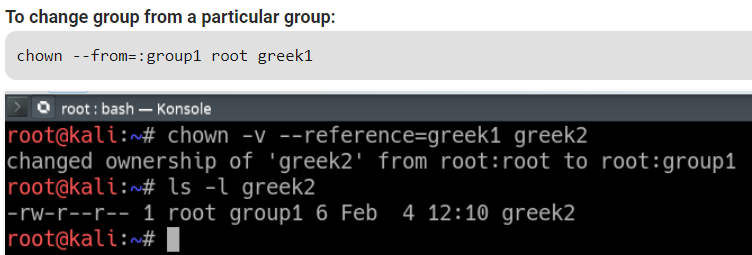 To change group from a particular group:
chown --from=:group1 root greek1
root : bash — Konsole
root@kali:~# chown -v --reference=greek1 greek2
changed ownership of 'greek2' from root:root to root:group1
root@kali:~# ls -l greek2
-rw-r--r-- 1 root group1 6 Feb  4 12:10 greek2
root@kali:~#